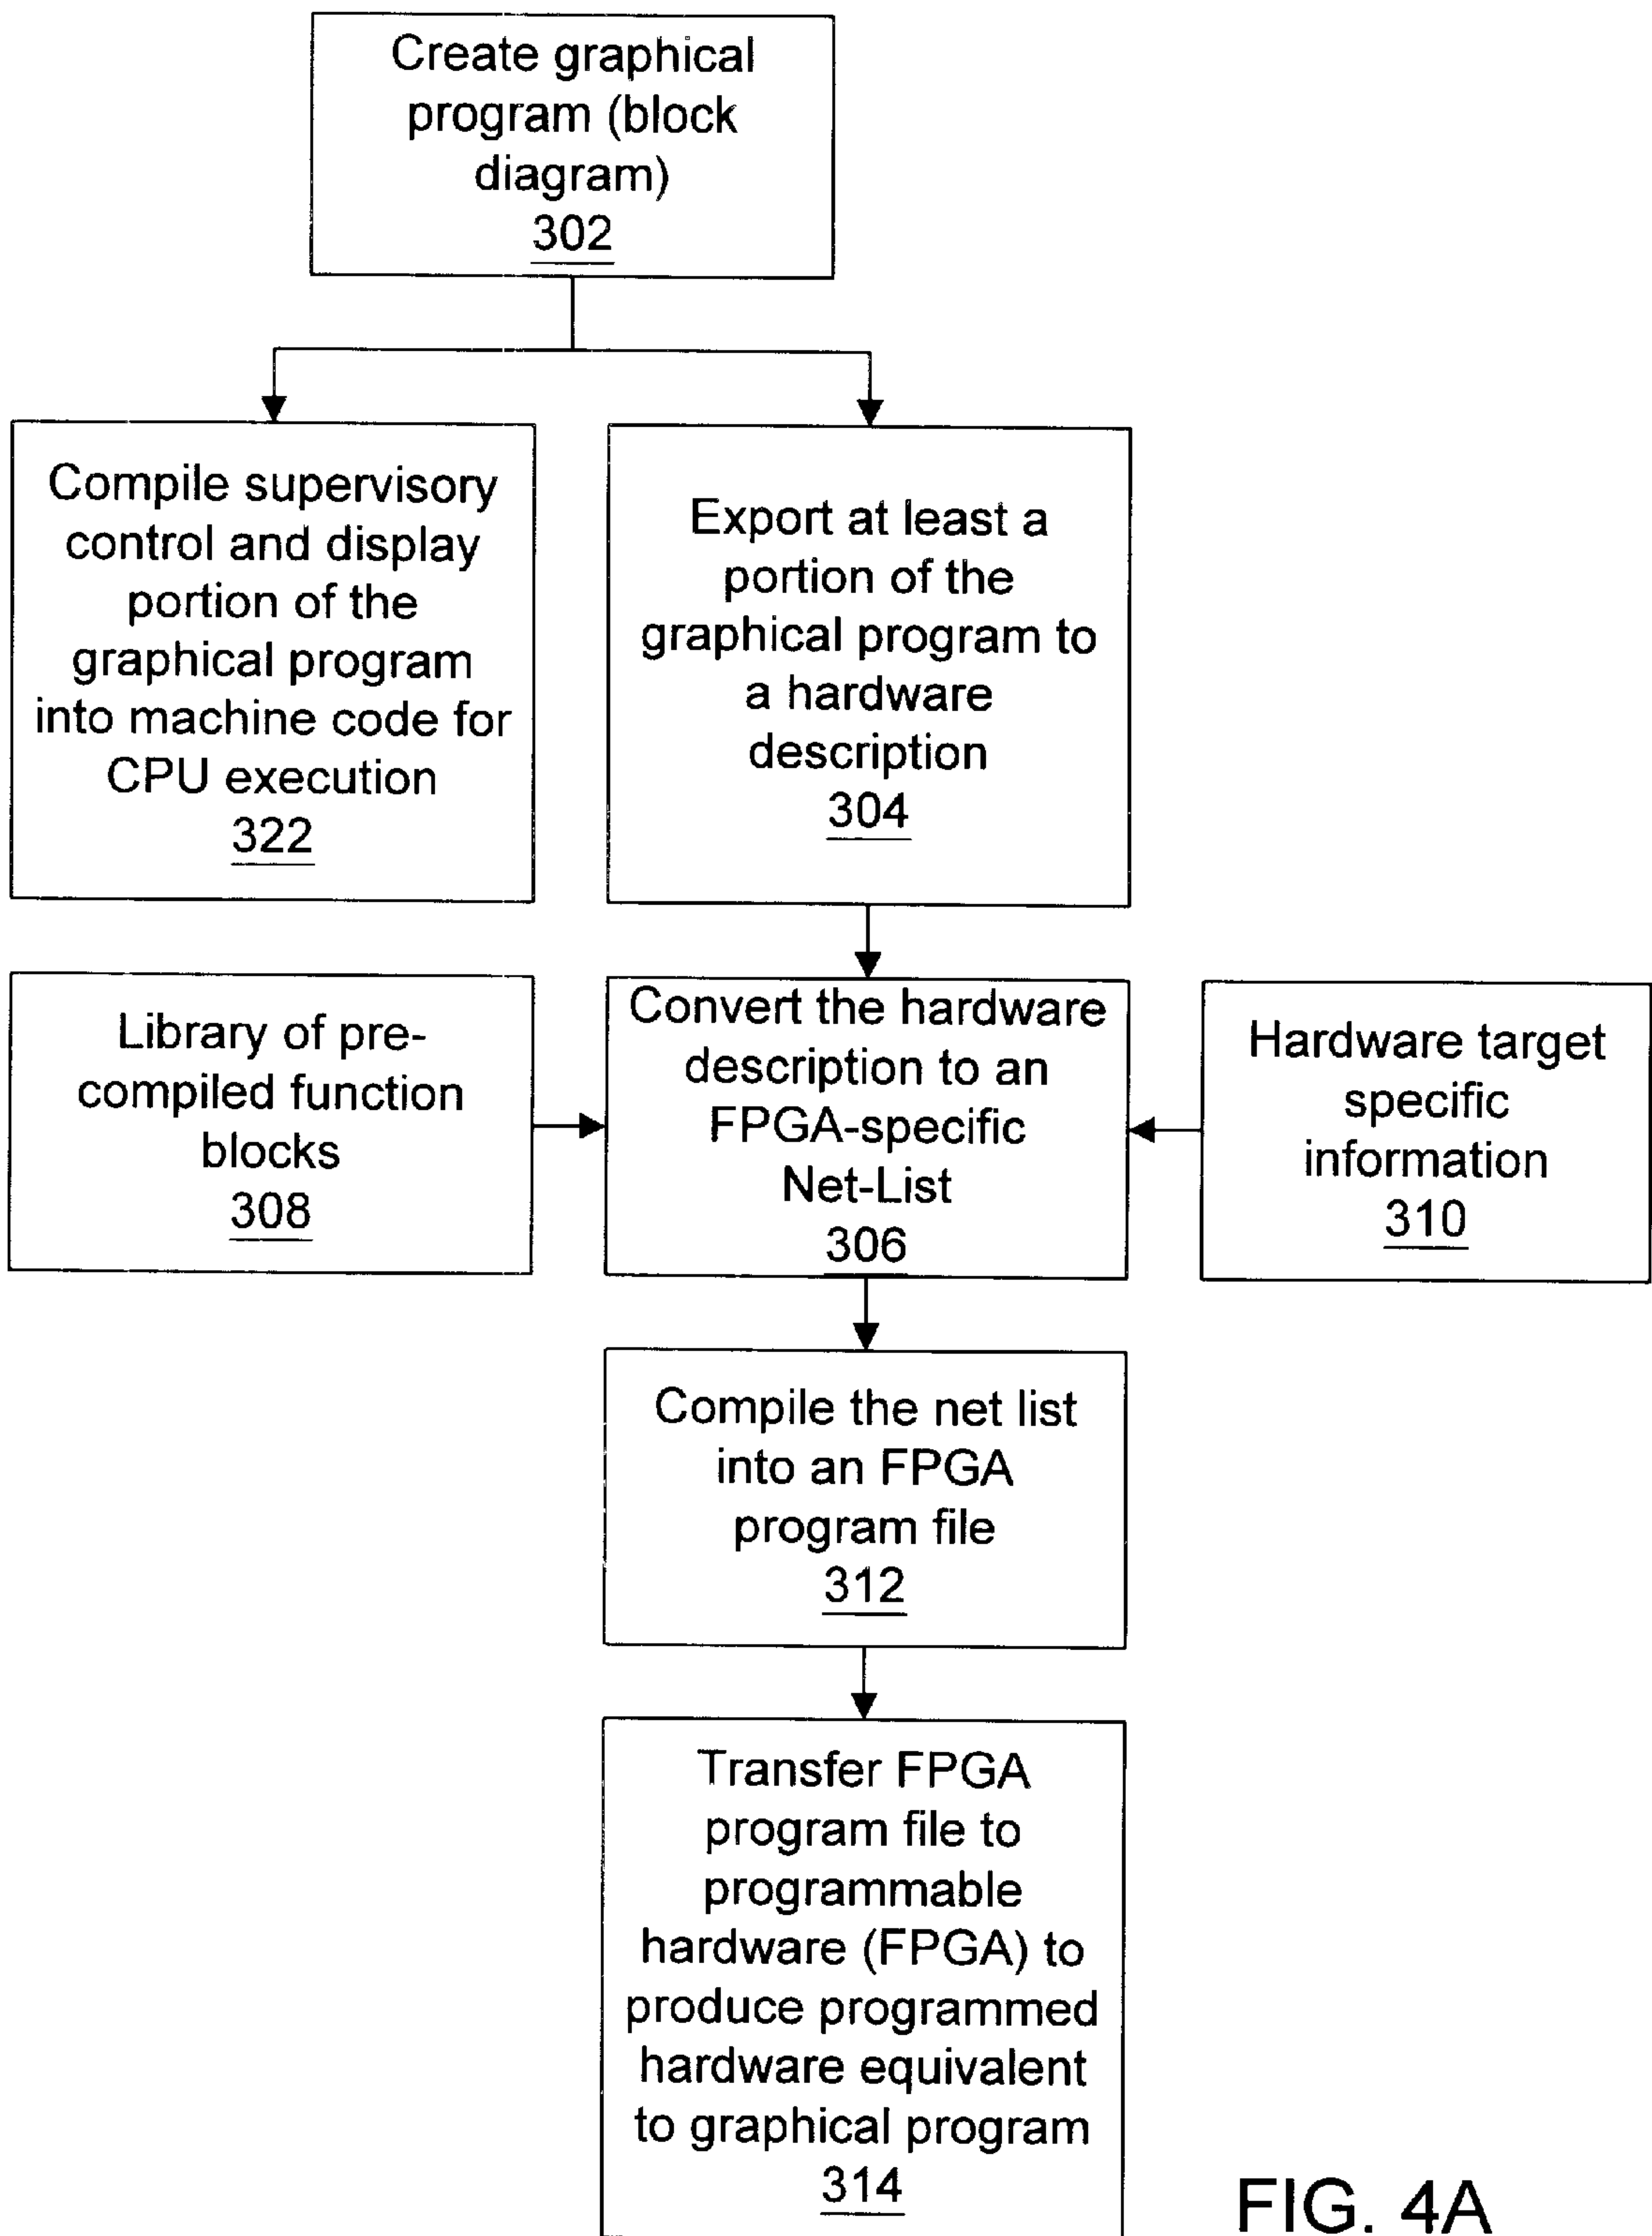 Create graphical
program (block
diagram)
302
Compile supervisory
control and display
portion of the
graphical program
into machine code for
CPU execution
322
Export at least a
portion of the
graphical program to
a hardware
description
304
Library of pre-
compiled function
blocks
308
Convert the hardware
description to an
FPGA-specific
Net-List
306
Hardware target
specific
information
310
Compile the net list
into an FPGA
program file
312
Transfer FPGA
program file to
programmable
hardware (FPGA) to
produce programmed
hardware equivalent
to graphical program
314
FIG. 4A